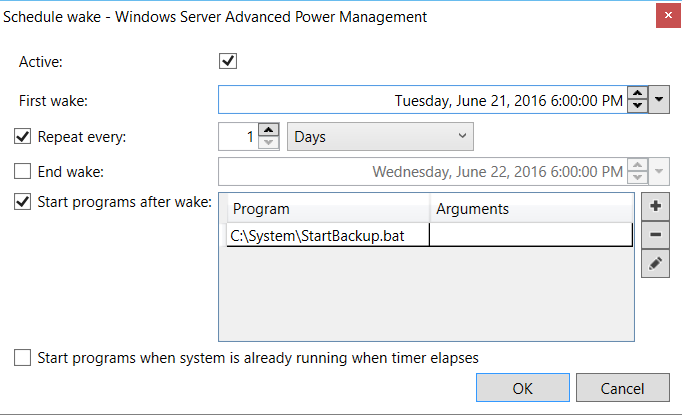 Schedule wake - Windows Server Advanced Power Management
Active:
First wake: Tuesday, June 21, 2016 6:00:00 PM
Repeat every: 1 Days
End wake: Wednesday, June 22, 2016 6:00:00 PM
Start programs after wake: Program Arguments
C:\System\StartBackup.bat
Start programs when system is already running when timer elapses
OK Cancel